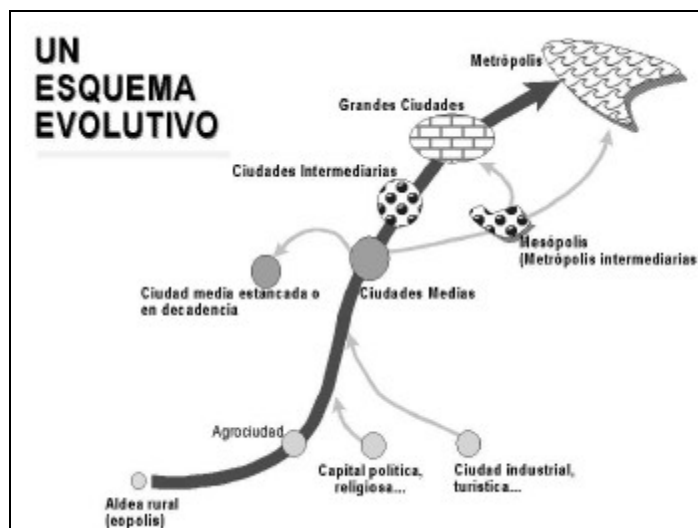 UN
ESQUEMA
EVOLUTIVO
Metrópolis
Grandes Ciudades
Ciudades Intermediarias
Mesópolis
(Metrópolis intermediarias
Ciudad media estancada o
en decadencia
Ciudades Medias
Agrociudad
Capital política,
religiosa...
Ciudad industrial,
turística...
Aldea rural
(eopolis)